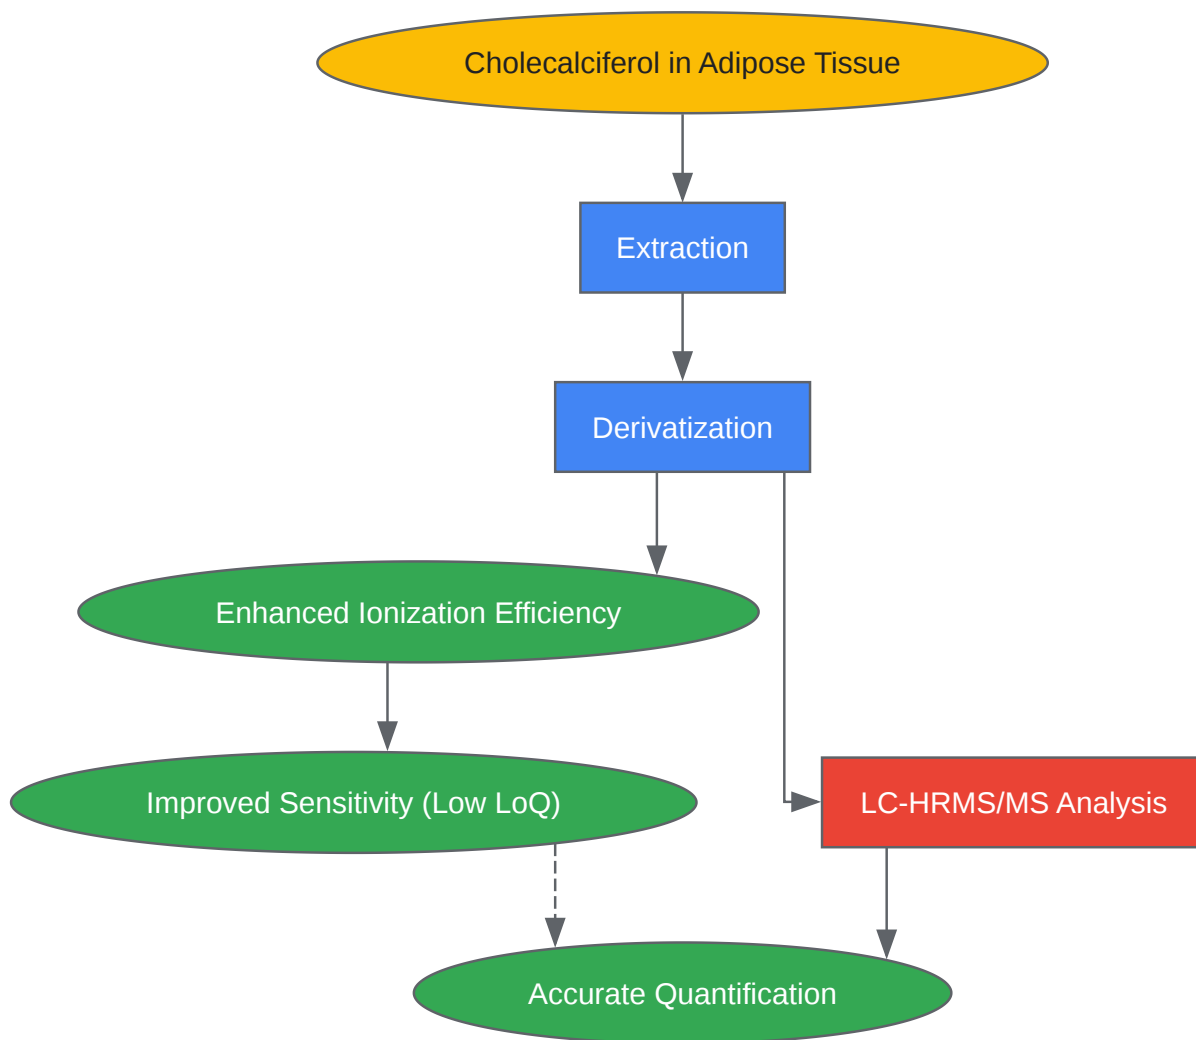 Cholecalciferol in Adipose Tissue
Extraction
Derivatization
Enhanced Ionization Efficiency
Improved Sensitivity (Low LoQ)
LC-HRMS/MS Analysis
Accurate Quantification